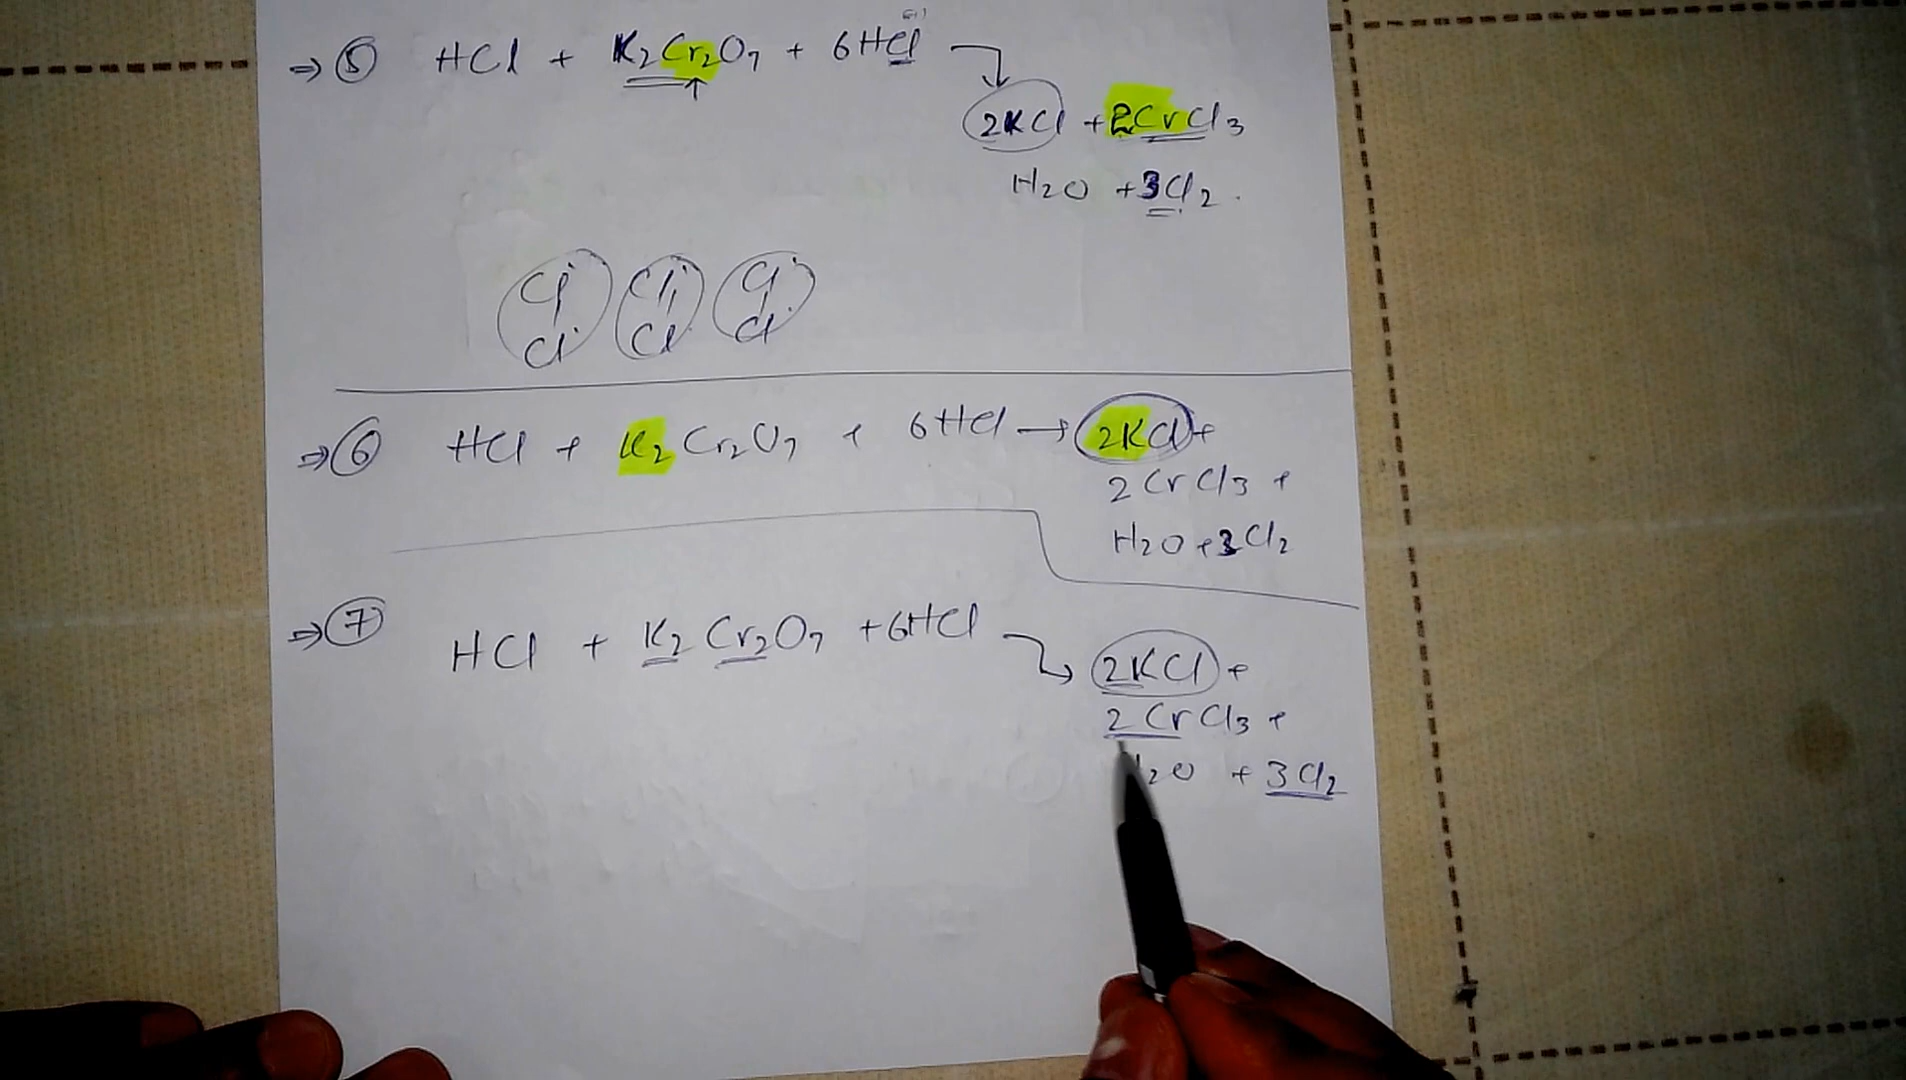 ⇒ ⑤ HCl + K2Cr2O7 + 6HCl
2KCl + 2CrCl3
H2O + 3Cl2.
Cl Cl Cl
Cl Cl Cl
⇒ ⑥ HCl + K2Cr2O7 + 6HCl → 2KCl +
2CrCl3 +
H2O + 3Cl2
⇒ ⑦ HCl + K2Cr2O7 + 6HCl
2KCl +
2CrCl3 +
H2O + 3Cl2